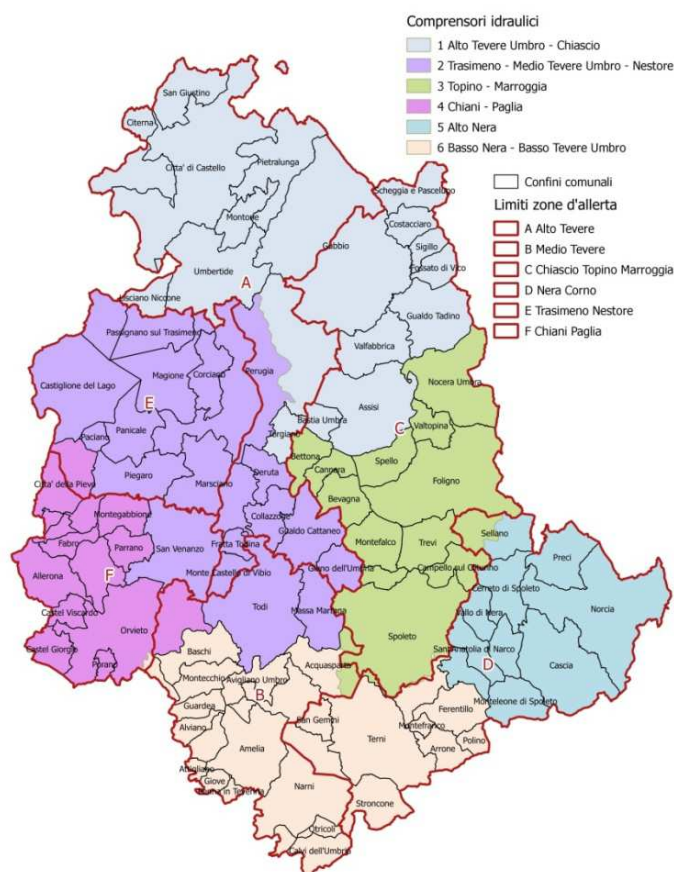 Comprensori idraulici
1 Alto Tevere Umbro - Chiascio
2 Trasimeno - Medio Tevere Umbro - Nestore
3 Topino - Marroggia
4 Chiani - Paglia
5 Alto Nera
6 Basso Nera - Basso Tevere Umbro
Confini comunali
Limiti zone d'allerta
A Alto Tevere
B Medio Tevere
C Chiascio Topino Marroggia
D Nera Corno
E Trasimeno Nestore
F Chiani Paglia
San Giustino
Citerna
Citta' di Castello
Pietralunga
Scheggia e Pascelupo
Montone
Costacciaro
Gubbio
Sigillo
Umbertide
Fossato di Vico
A
Lisciano Niccone
Gualdo Tadino
Passignano sul Trasimeno
Valfabbrica
Perugia
Magione
Corciano
Castiglione del Lago
Nocera Umbra
E
Assisi
Bastia Umbra
Valtopina
C
Torgiano
Panicale
Paciano
Bettona
Spello
Cannara
Piegaro
Deruta
Foligno
Citta' della Pieve
Marsciano
Bevagna
Montegabbione
Collazzone
Gualdo Cattaneo
Sellano
Fabro
Parrano
San Venanzo
Fratta Todina
Montefalco
Trevi
Preci
Allerona
F
Monte Castello di Vibio
Giano dell'Umbria
Campello sul Clitunno
Cerreto di Spoleto
Norcia
Castel Viscardo
Todi
Massa Martana
Vallo di Nera
Orvieto
Spoleto
Castel Giorgio
Baschi
Sant'Anatolia di Narco
Porano
Acquasparta
D
Cascia
Montecchio
Avigliano Umbro
B
Monteleone di Spoleto
Guardea
Ferentillo
San Gemini
Alviano
Montefranco
Terni
Polino
Amelia
Arrone
Attigliano
Giove
Narni
Penna in Teverina
Stroncone
Otricoli
Calvi dell'Umbria